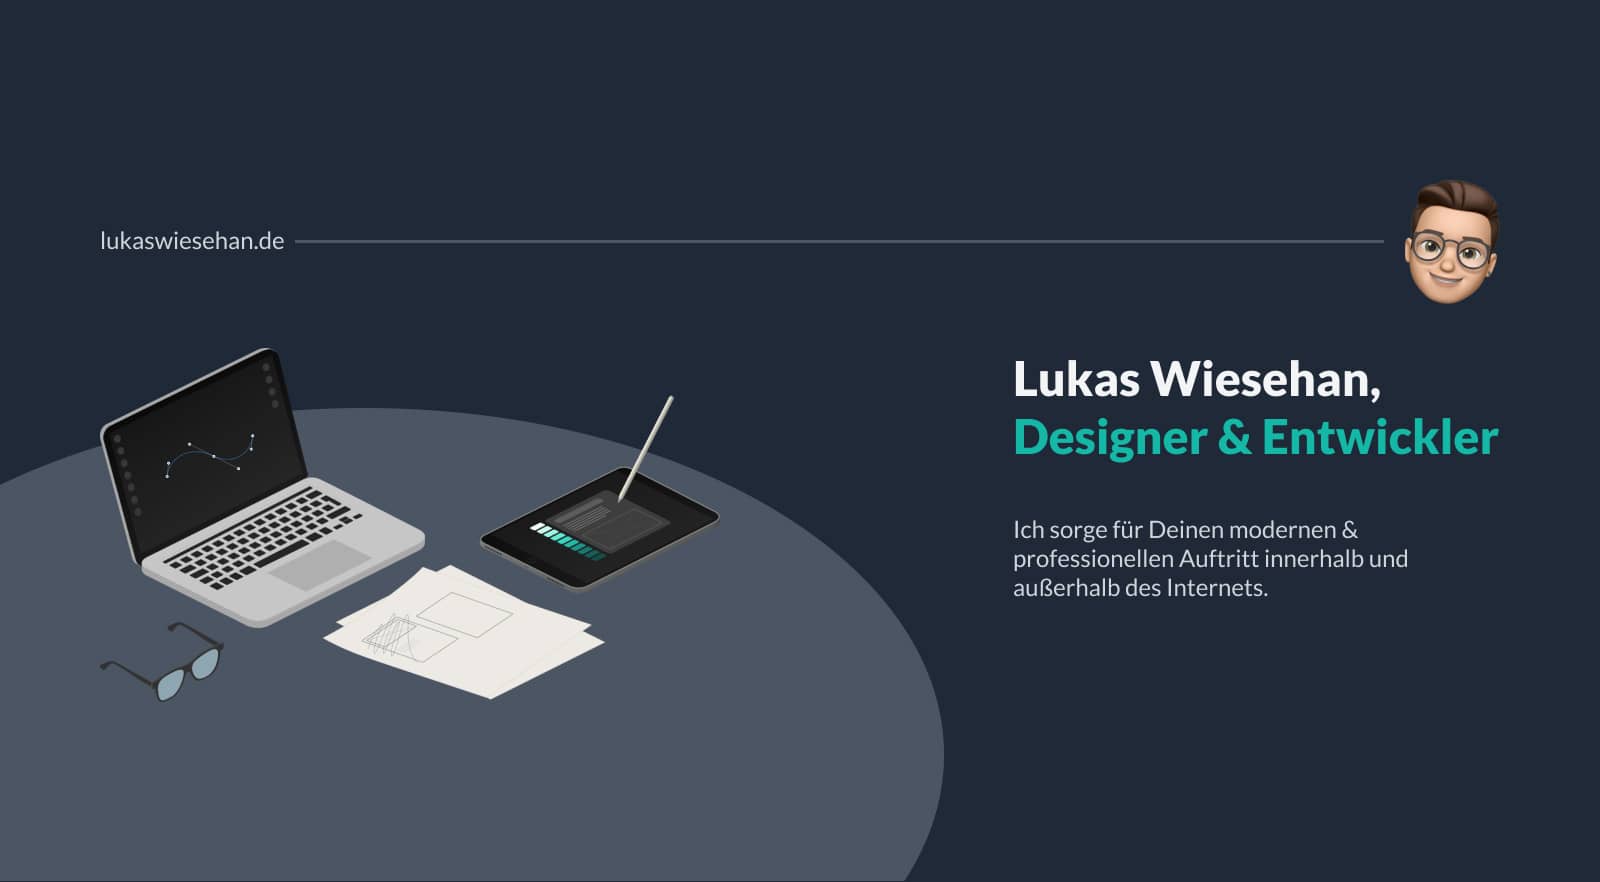 lukaswiesehan.de
Lukas Wiesehan,
Designer & Entwickler
Ich sorge für Deinen modernen &
professionellen Auftritt innerhalb und
außerhalb des Internets.